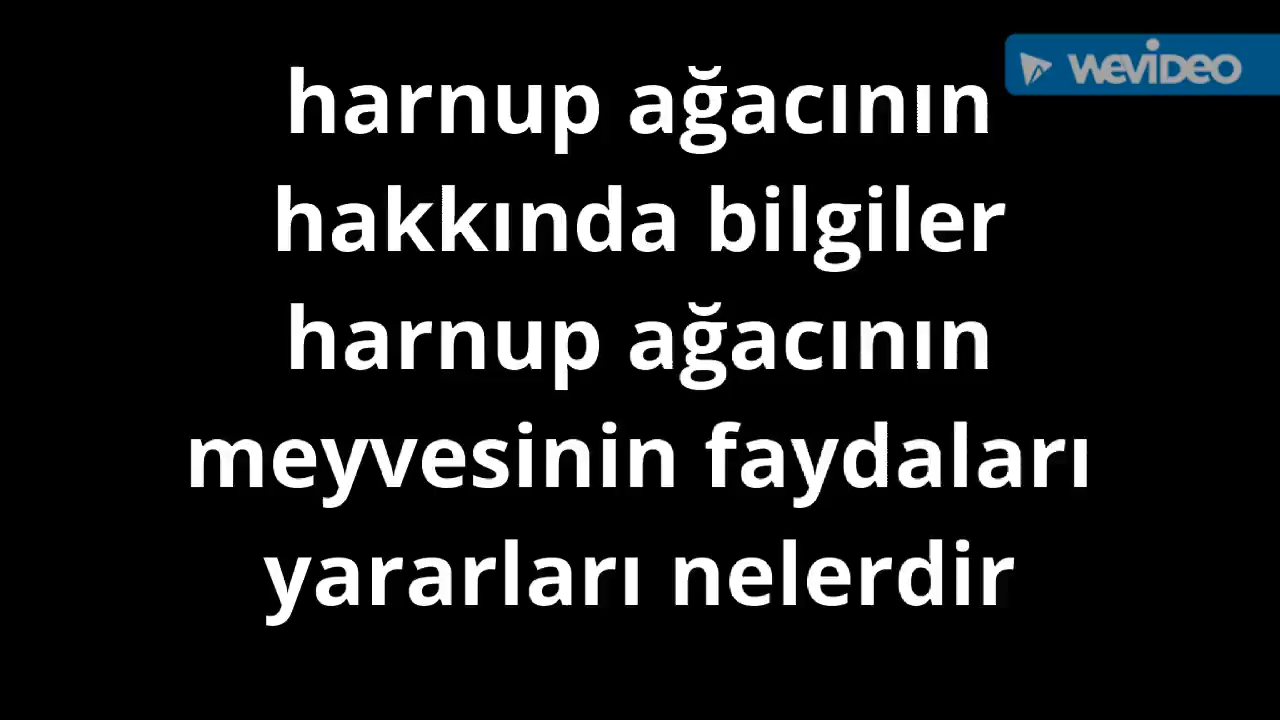 WEVIDEO
harnup ağacının
hakkında bilgiler
harnup ağacının
meyvesinin faydaları
yararları nelerdir